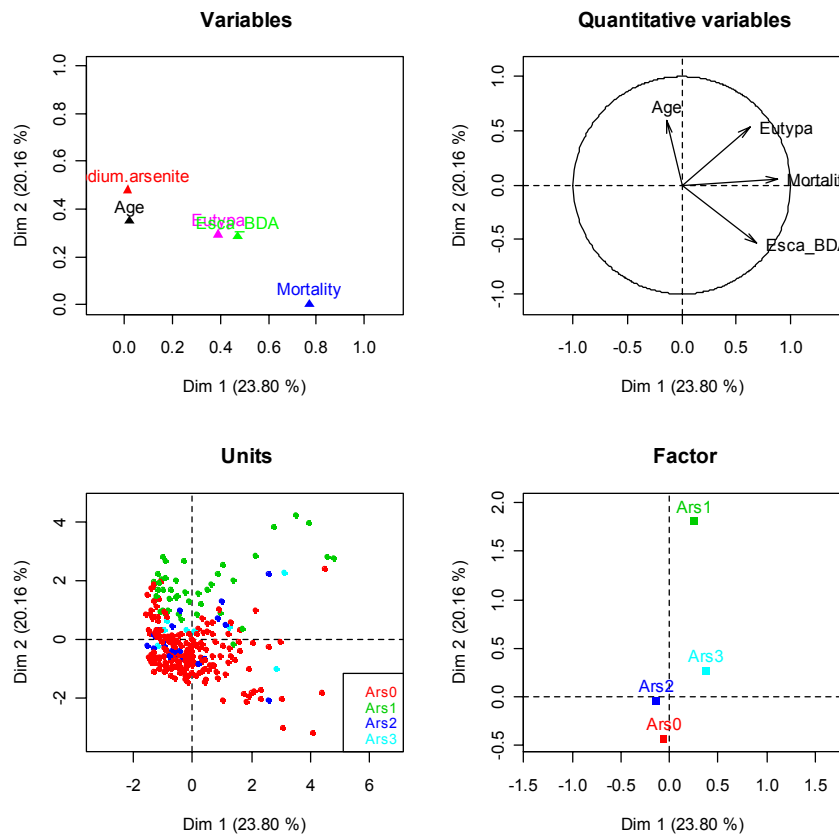 Variables
Dim 2 (20.16 %)
1.0
0.8
0.6
0.4
0.2
0.0
dium.arsenite
Age
Eutypa
Esca_BDA
Mortality
0.0 0.2 0.4 0.6 0.8 1.0
Dim 1 (23.80 %)
Quantitative variables
Dim 2 (20.16 %)
1.0
0.5
0.0
-0.5
-1.0
Age
Eutypa
Mortalit
Esca_BDA
-1.0 -0.5 0.0 0.5 1.0
Dim 1 (23.80 %)
Units
Dim 2 (20.16 %)
4
2
0
-2
Ars0
Ars1
Ars2
Ars3
-2 0 2 4 6
Dim 1 (23.80 %)
Factor
Dim 2 (20.16 %)
2.0
1.5
1.0
0.5
0.0
-0.5
Ars1
Ars3
Ars2
Ars0
-1.5 -1.0 -0.5 0.0 0.5 1.0 1.5
Dim 1 (23.80 %)